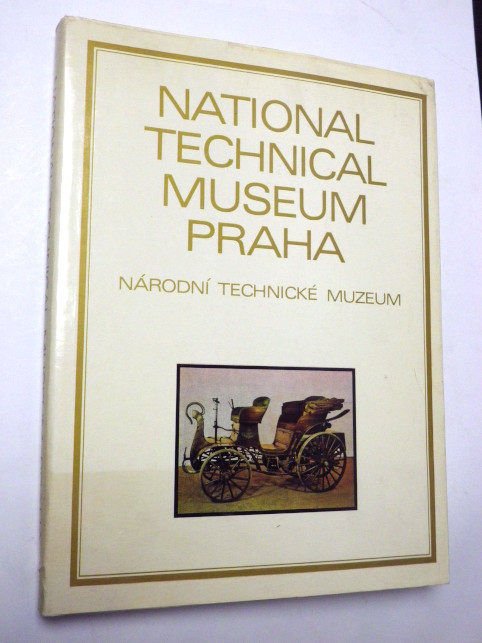 NATIONAL
TECHNICAL
MUSEUM
PRAHA
NÁRODNÍ TECHNICKÉ MUZEUM